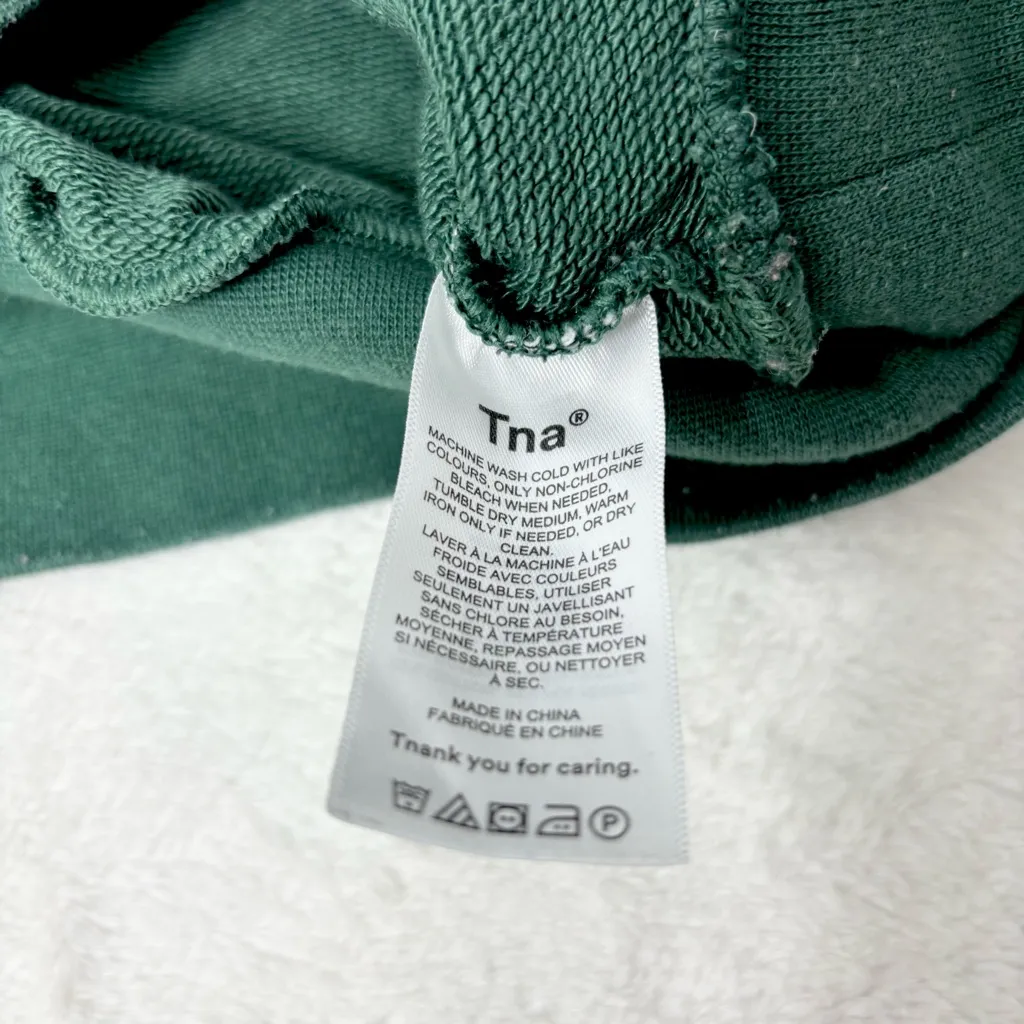 Tna®
MACHINE WASH COLD WITH LIKE
COLOURS, ONLY NON-CHLORINE
BLEACH WHEN NEEDED,
TUMBLE DRY MEDIUM, WARM
IRON ONLY IF NEEDED, OR DRY
CLEAN.
LAVER À LA MACHINE À L'EAU
FROIDE AVEC COULEURS
SEMBLABLES, UTILISER
SEULEMENT UN JAVELLISANT
SANS CHLORE AU BESOIN,
SÉCHER À TEMPÉRATURE
MOYENNE, REPASSAGE MOYEN
SI NÉCESSAIRE, OU NETTOYER
À SEC.
MADE IN CHINA
FABRIQUÉ EN CHINE
Tnank you for caring.
P